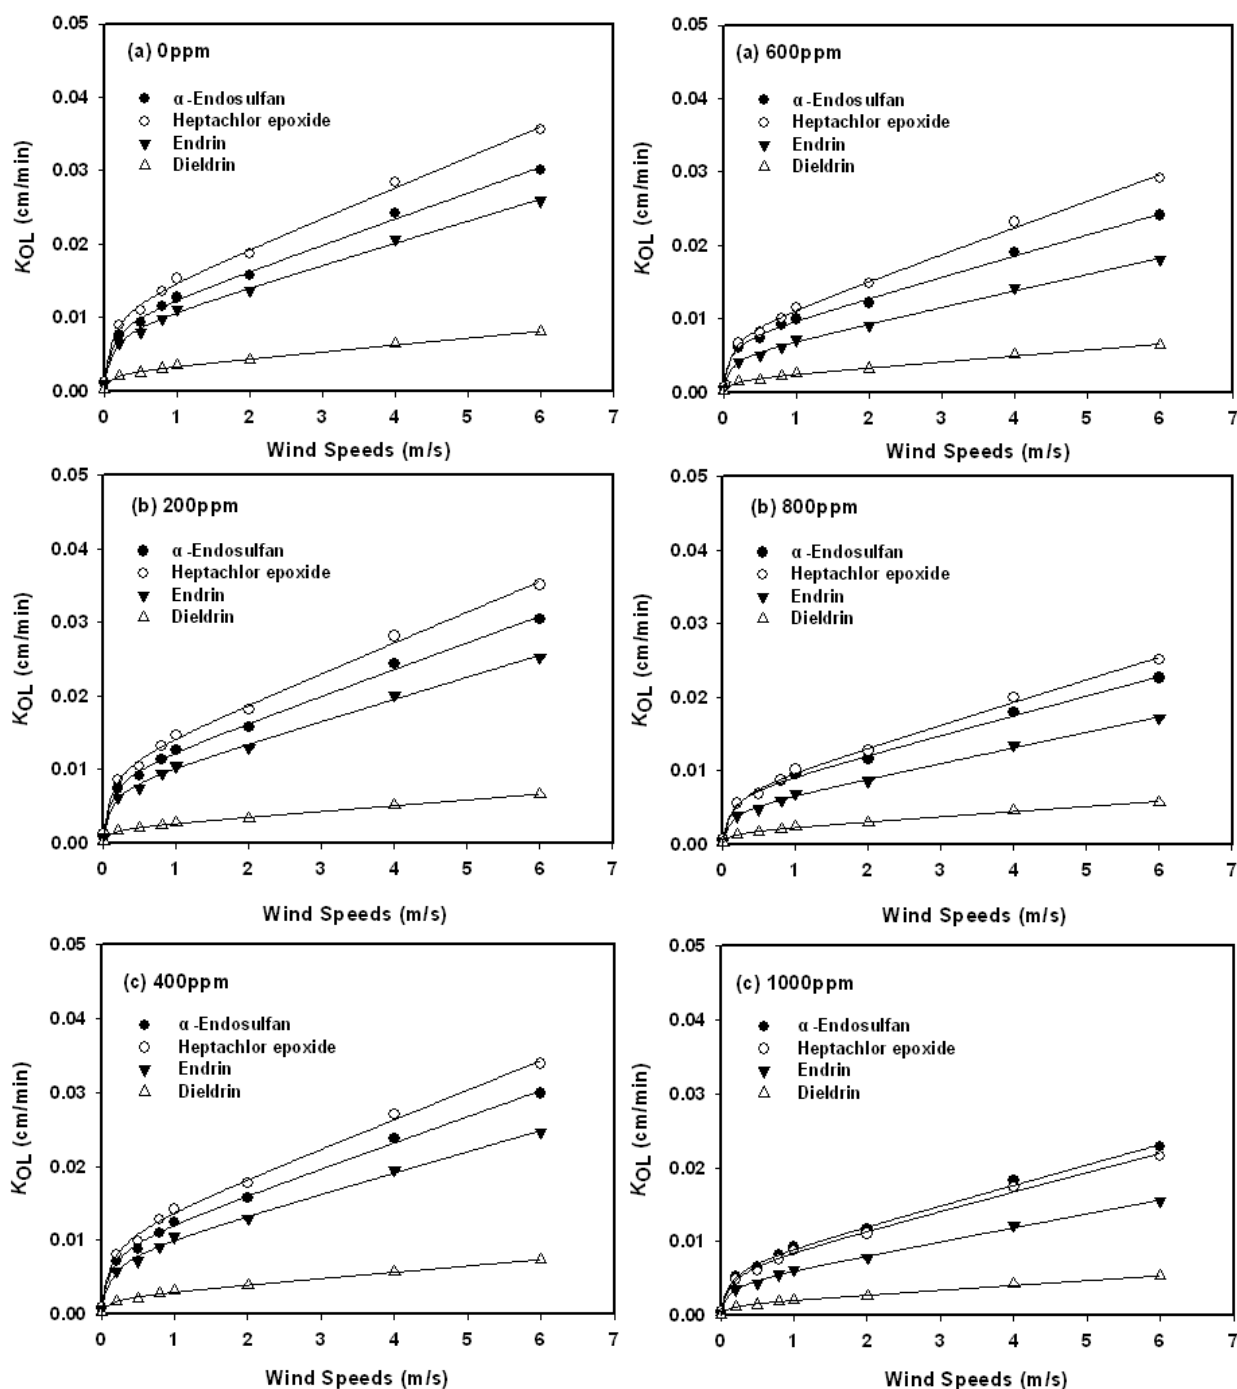 0.05
0.04
0.03
0.02
0.01
0.00
KOL (cm/min)
(a) 0ppm
α-Endosulfan
Heptachlor epoxide
Endrin
Dieldrin
0 1 2 3 4 5 6 7
Wind Speeds (m/s)
0.05
0.04
0.03
0.02
0.01
0.00
KOL (cm/min)
(a) 600ppm
α-Endosulfan
Heptachlor epoxide
Endrin
Dieldrin
0 1 2 3 4 5 6 7
Wind Speeds (m/s)
0.05
0.04
0.03
0.02
0.01
0.00
KOL (cm/min)
(b) 200ppm
α-Endosulfan
Heptachlor epoxide
Endrin
Dieldrin
0 1 2 3 4 5 6 7
Wind Speeds (m/s)
0.05
0.04
0.03
0.02
0.01
0.00
KOL (cm/min)
(b) 800ppm
α-Endosulfan
Heptachlor epoxide
Endrin
Dieldrin
0 1 2 3 4 5 6 7
Wind Speeds (m/s)
0.05
0.04
0.03
0.02
0.01
0.00
KOL (cm/min)
(c) 400ppm
α-Endosulfan
Heptachlor epoxide
Endrin
Dieldrin
0 1 2 3 4 5 6 7
Wind Speeds (m/s)
0.05
0.04
0.03
0.02
0.01
0.00
KOL (cm/min)
(c) 1000ppm
α-Endosulfan
Heptachlor epoxide
Endrin
Dieldrin
0 1 2 3 4 5 6 7
Wind Speeds (m/s)